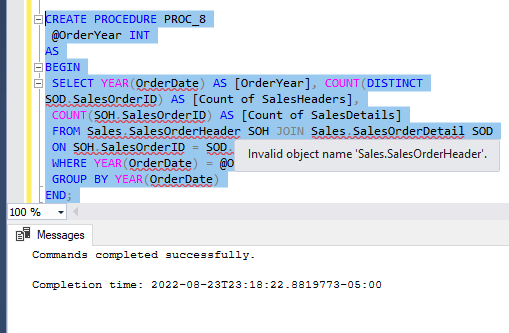 CREATE PROCEDURE PROC_8
@OrderYear INT
AS
BEGIN
SELECT YEAR(OrderDate) AS [OrderYear], COUNT(DISTINCT
SOD.SalesOrderID) AS [Count of SalesHeaders],
COUNT(SOH.SalesOrderID) AS [Count of SalesDetails]
FROM Sales.SalesOrderHeader SOH JOIN Sales.SalesOrderDetail SOD
ON SOH.SalesOrderID = SOD.
Invalid object name 'Sales.SalesOrderHeader'.
WHERE YEAR(OrderDate) = @O
GROUP BY YEAR(OrderDate)
END;
100 %
Messages
Commands completed successfully.
Completion time: 2022-08-23T23:18:22.8819773-05:00